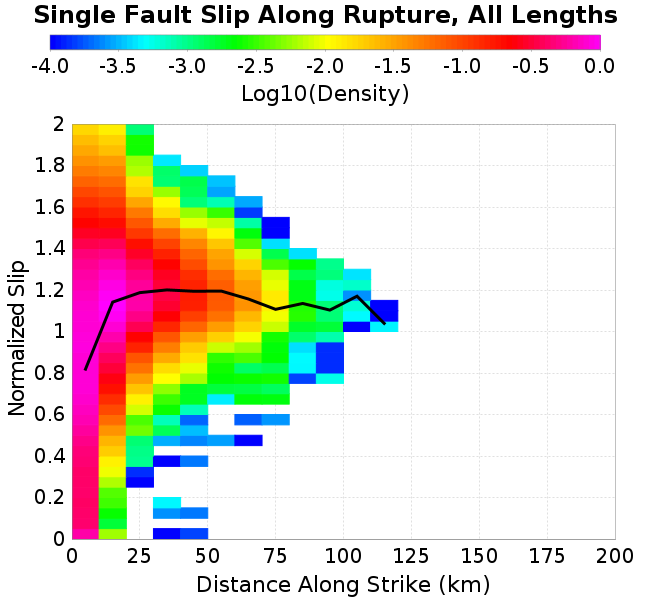 Single Fault Slip Along Rupture, All Lengths
-4.0 -3.5 -3.0 -2.5 -2.0 -1.5 -1.0 -0.5 0.0
Log10(Density)
2
1.8
1.6
1.4
1.2
1
0.8
0.6
0.4
0.2
0
Normalized Slip
0 25 50 75 100 125 150 175 200
Distance Along Strike (km)